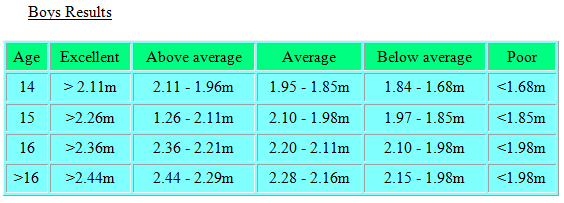 Boys Results
Age Excellent Above average Average Below average Poor
14 > 2.11m 2.11 - 1.96m 1.95 - 1.85m 1.84 - 1.68m <1.68m
15 >2.26m 1.26 - 2.11m 2.10 - 1.98m 1.97 - 1.85m <1.85m
16 >2.36m 2.36 - 2.21m 2.20 - 2.11m 2.10 - 1.98m <1.98m
>16 >2.44m 2.44 - 2.29m 2.28 - 2.16m 2.15 - 1.98m <1.98m